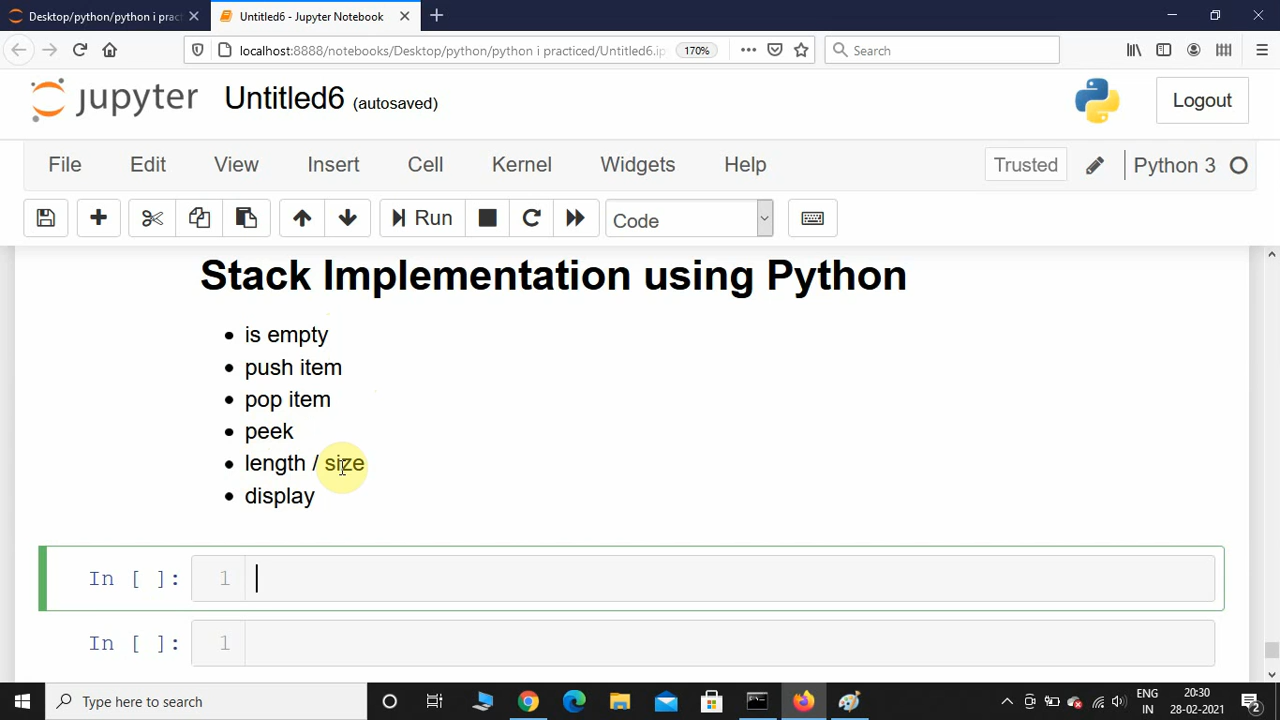 Desktop/python/python i prac
Untitled6 - Jupyter Notebook
localhost:8888/notebooks/Desktop/python/python i practiced/Untitled6.ip
170%
Search
jupyter
Untitled6 (autosaved)
Logout
File Edit View Insert Cell Kernel Widgets Help
Trusted
Python 3
Run
Code
Stack Implementation using Python
• is empty
• push item
• pop item
• peek
• length / size
• display
In [ ]: 1
In [ ]: 1
Type here to search
ENG
IN
20:30
28-02-2021
2